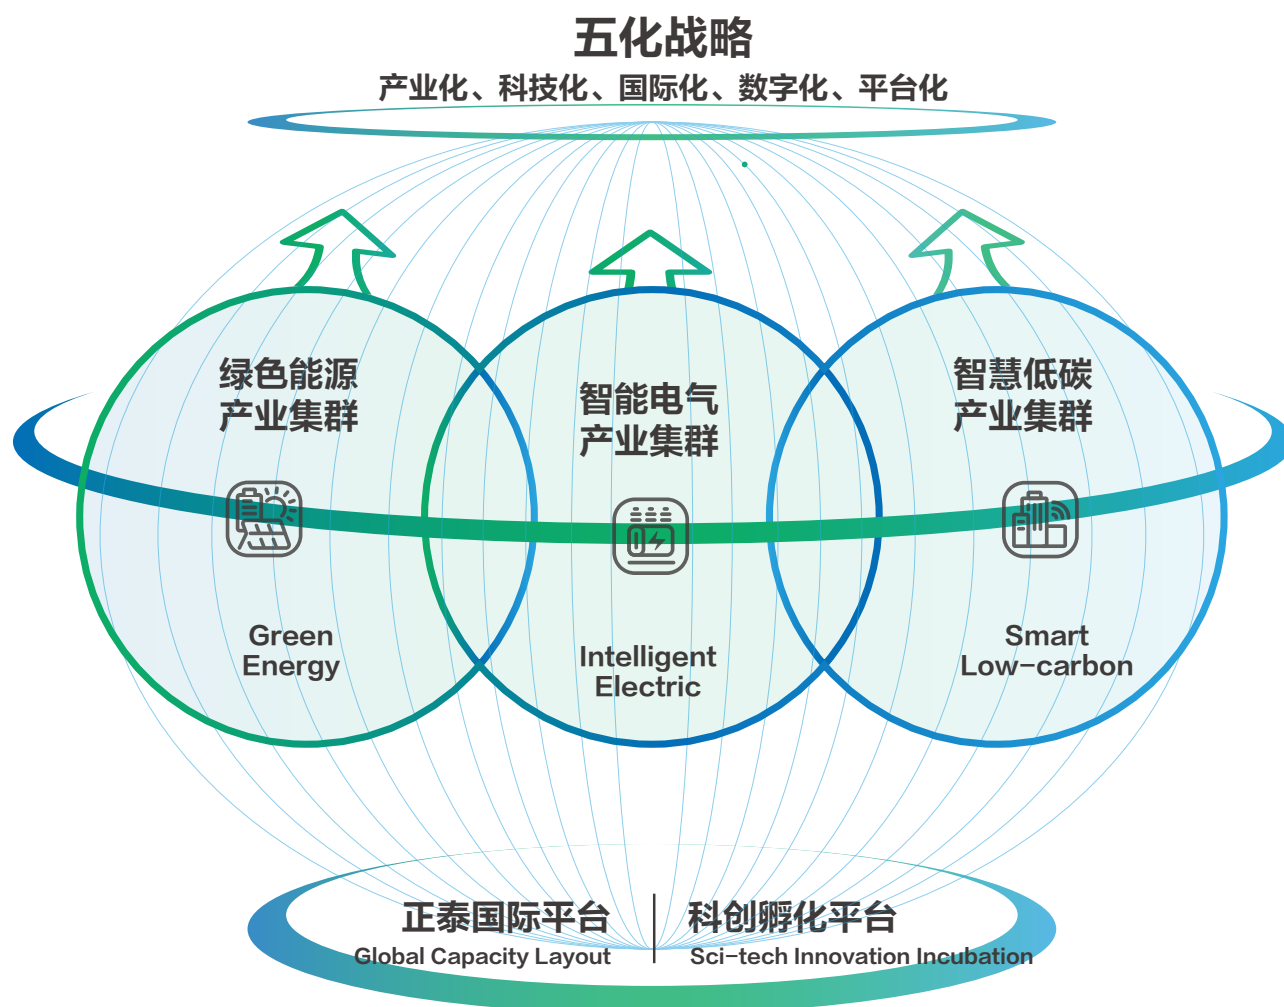 五化战略
产业化、科技化、国际化、数字化、平台化
绿色能源
产业集群
Green
Energy
智能电气
产业集群
Intelligent
Electric
智慧低碳
产业集群
Smart
Low-carbon
正泰国际平台
Global Capacity Layout
科创孵化平台
Sci-tech Innovation Incubation